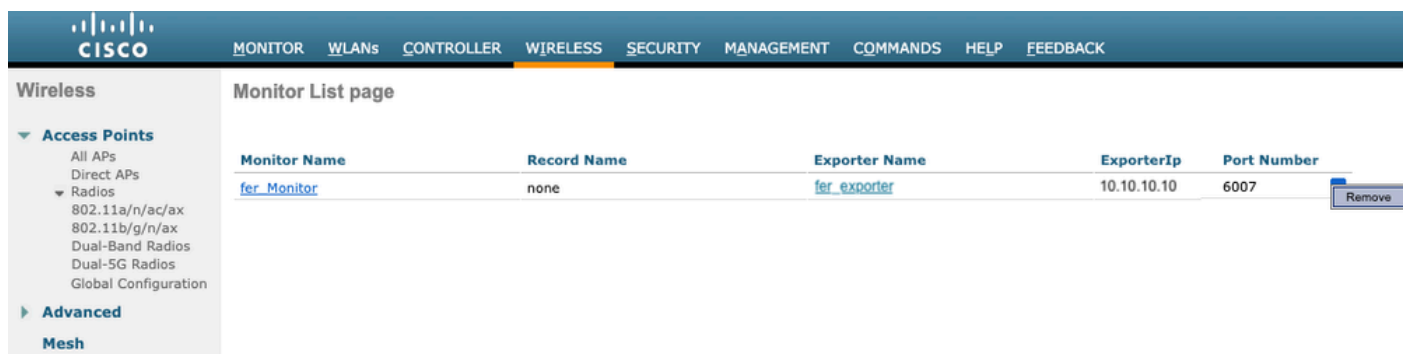 CISCO
MONITOR WLANs CONTROLLER WIRELESS SECURITY MANAGEMENT COMMANDS HELP FEEDBACK
Wireless
Access Points
All APs
Direct APs
Radios
802.11a/n/ac/ax
802.11b/g/n/ax
Dual-Band Radios
Dual-5G Radios
Global Configuration
Advanced
Mesh
Monitor List page
Monitor Name Record Name Exporter Name ExporterIp Port Number
fer_Monitor none fer_exporter 10.10.10.10 6007
Remove